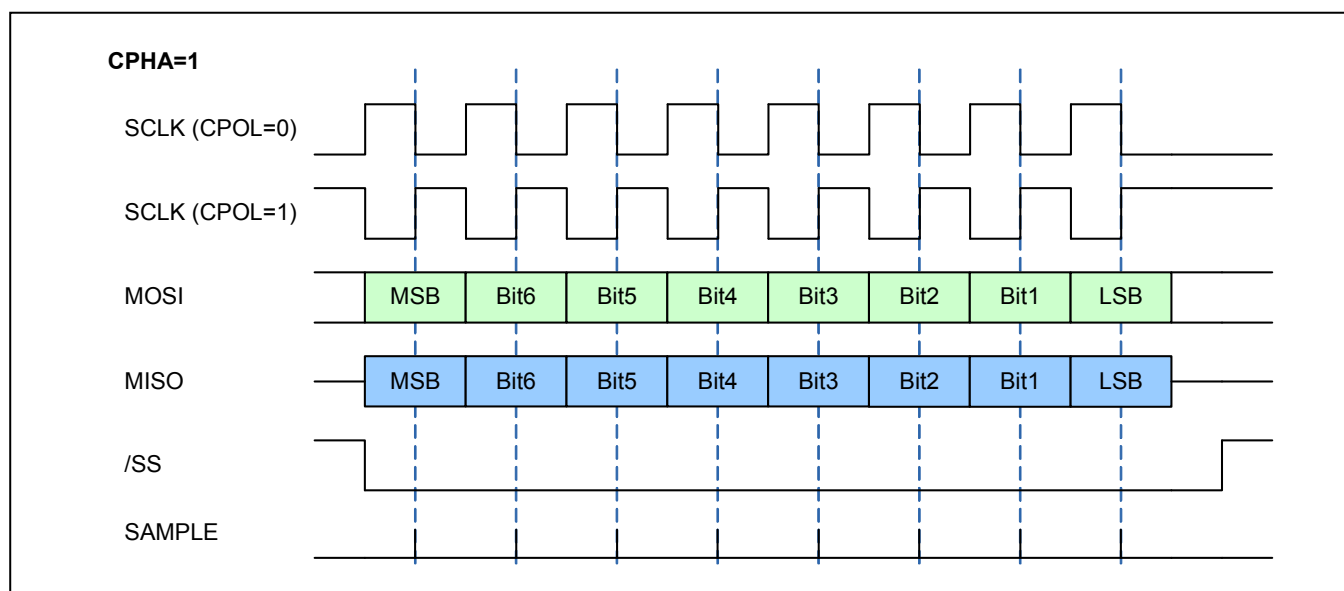 CPHA=1
SCLK (CPOL=0)
SCLK (CPOL=1)
MOSI MSB Bit6 Bit5 Bit4 Bit3 Bit2 Bit1 LSB
MISO MSB Bit6 Bit5 Bit4 Bit3 Bit2 Bit1 LSB
/SS
SAMPLE